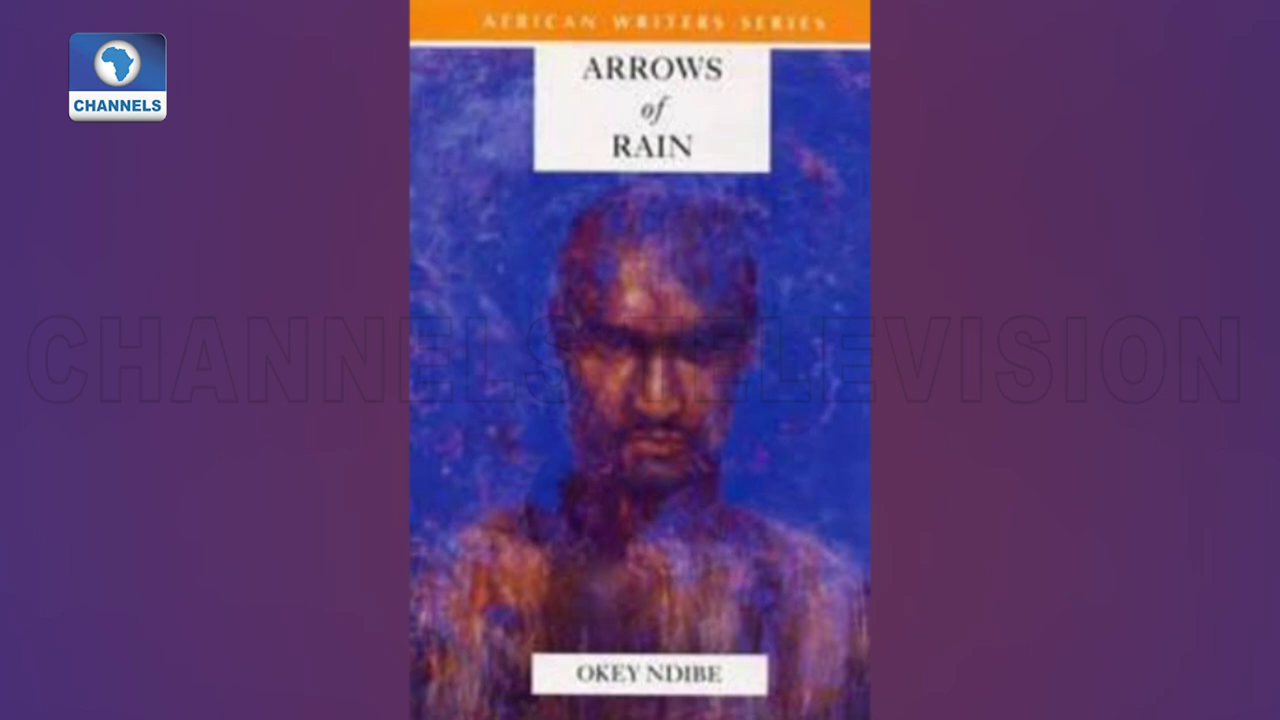 CHANNELS
AFRICAN WRITERS SERIES
ARROWS
of
RAIN
CHANNELS TELEVISION
OKEY NDIBE